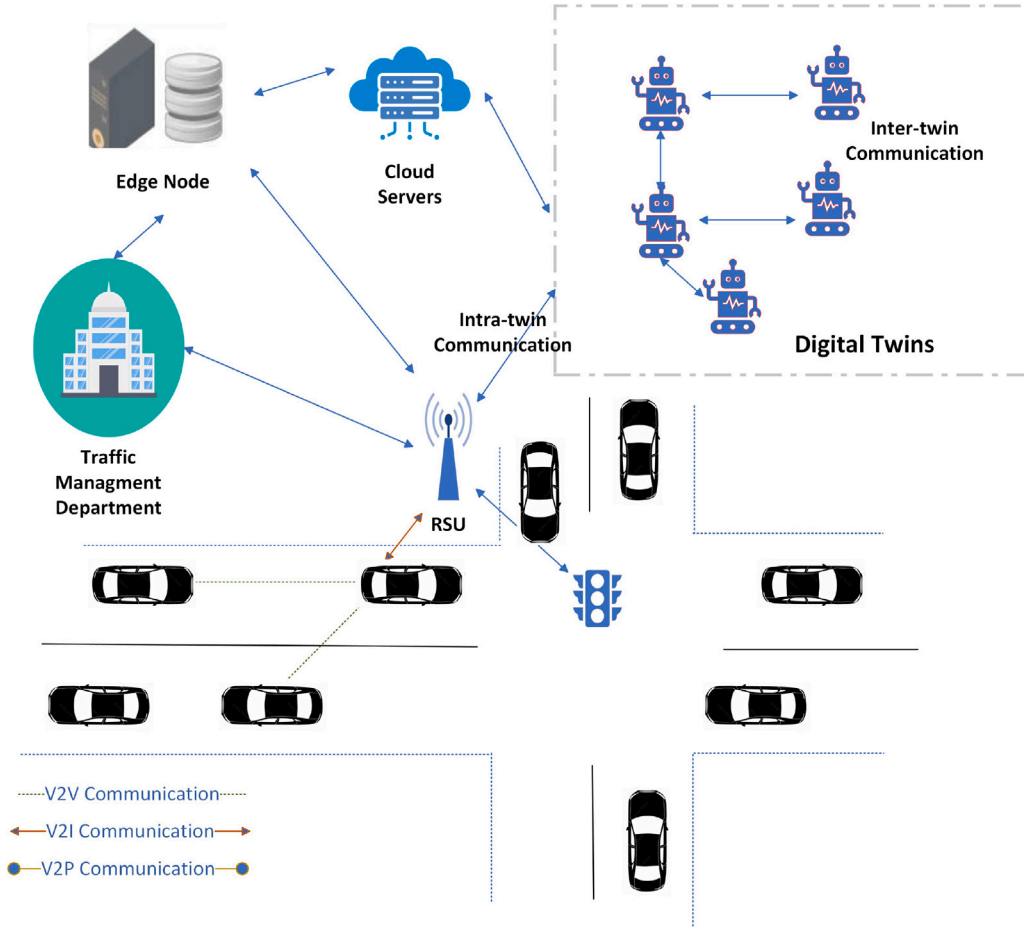 Edge Node
Cloud
Servers
Inter-twin
Communication
Digital Twins
Intra-twin
Communication
Traffic
Managment
Department
RSU
V2V Communication
V2I Communication
V2P Communication